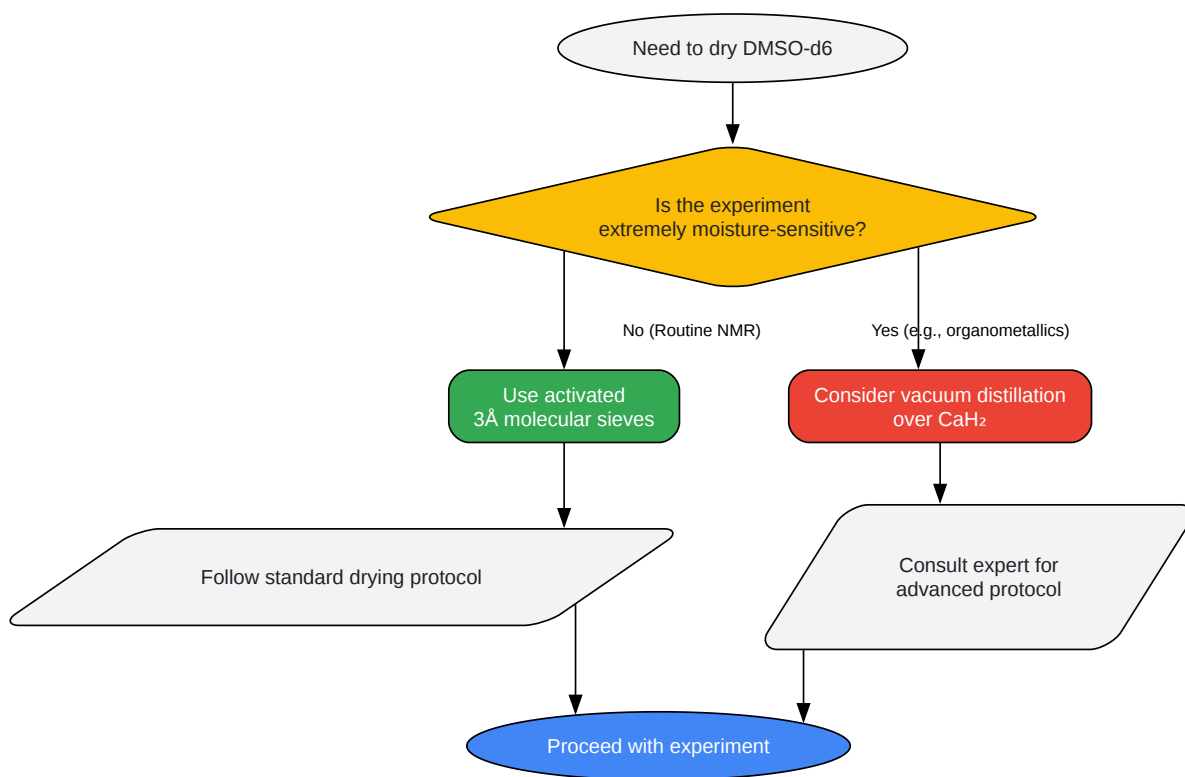 Need to dry DMSO-d6
Is the experiment
extremely moisture-sensitive?
No (Routine NMR)
Yes (e.g., organometallics)
Use activated
3Å molecular sieves
Consider vacuum distillation
over CaH₂
Follow standard drying protocol
Consult expert for
advanced protocol
Proceed with experiment